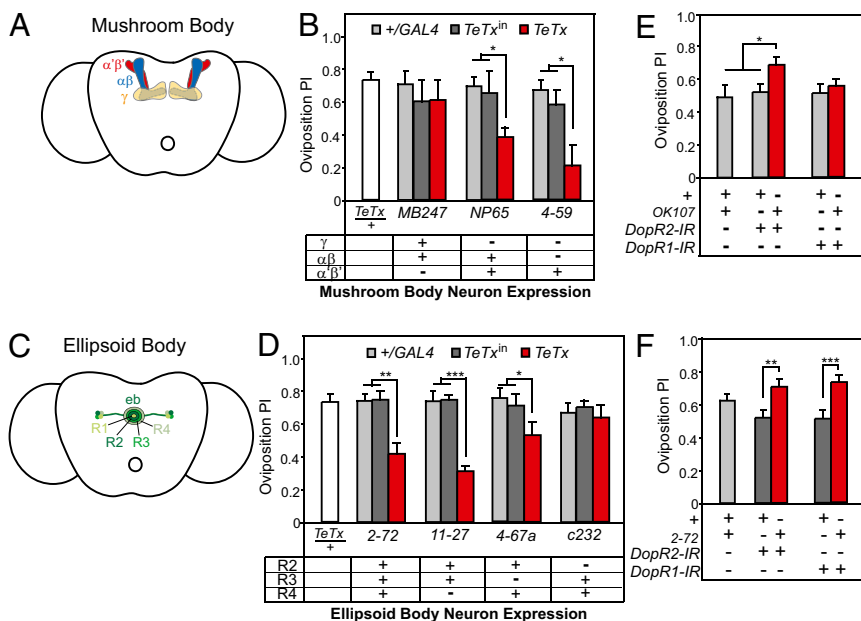 A
Mushroom Body
α'β'
αβ
γ
B
+/GAL4 TeTxⁱⁿ TeTx
Oviposition PI
1.0
0.8
0.6
0.4
0.2
0
* *
TeTx
+
MB247 NP65 4-59
γ + - -
αβ + + -
α'β' - + +
Mushroom Body Neuron Expression
E
Oviposition PI
1.0
0.8
0.6
0.4
0.2
0
*
+ + + - + -
OK107 + - + - +
DopR2-IR - + + - -
DopR1-IR - - - + +
C
Ellipsoid Body
eb
R1 R4
R2 R3
D
+/GAL4 TeTxⁱⁿ TeTx
Oviposition PI
1.0
0.8
0.6
0.4
0.2
0
** *** *
TeTx
+
2-72 11-27 4-67a c232
R2 + + + -
R3 + + - +
R4 + - + +
Ellipsoid Body Neuron Expression
F
Oviposition PI
1.0
0.8
0.6
0.4
0.2
0
** ***
+ + + - + -
2-72 + - + - +
DopR2-IR - + + - -
DopR1-IR - - - + +